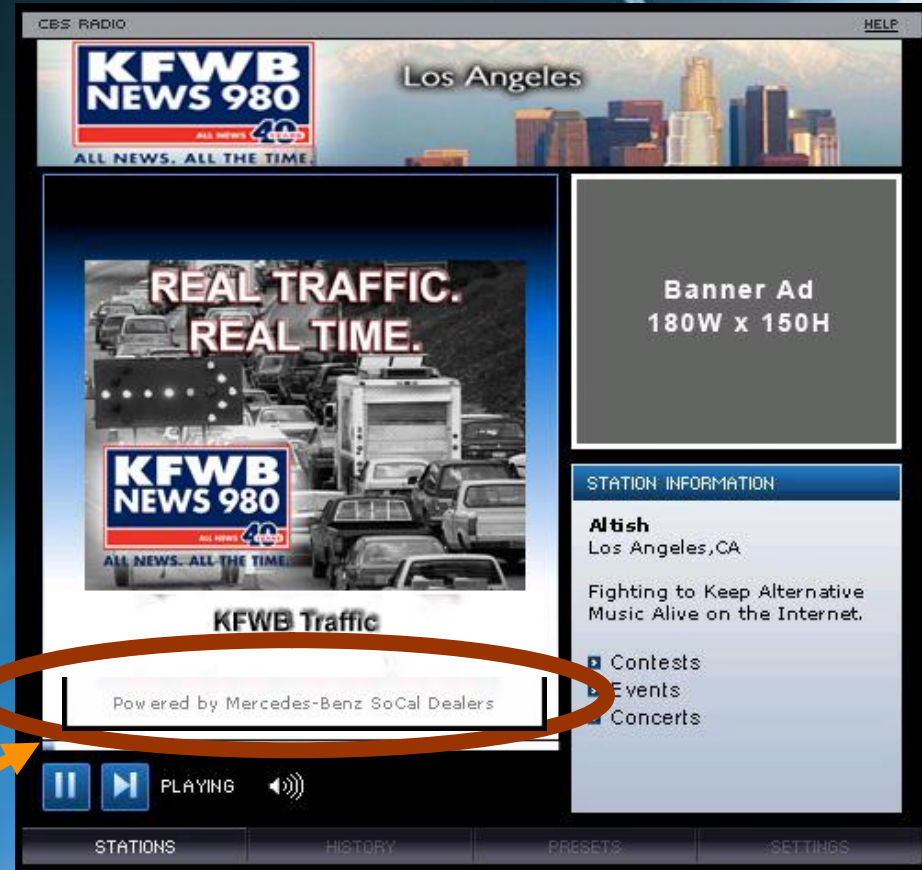 CBS RADIO
HELP
KFWB
NEWS 980
ALL NEWS 40 YEARS
ALL NEWS. ALL THE TIME.
Los Angeles
REAL TRAFFIC.
REAL TIME.
KFWB
NEWS 980
ALL NEWS 40 YEARS
ALL NEWS. ALL THE TIME.
KFWB Traffic
Powered by Mercedes-Benz SoCal Dealers
PLAYING
Banner Ad
180W x 150H
STATION INFORMATION
Altish
Los Angeles,CA
Fighting to Keep Alternative
Music Alive on the Internet.
Contests
Events
Concerts
STATIONS
HISTORY
PRESETS
SETTINGS